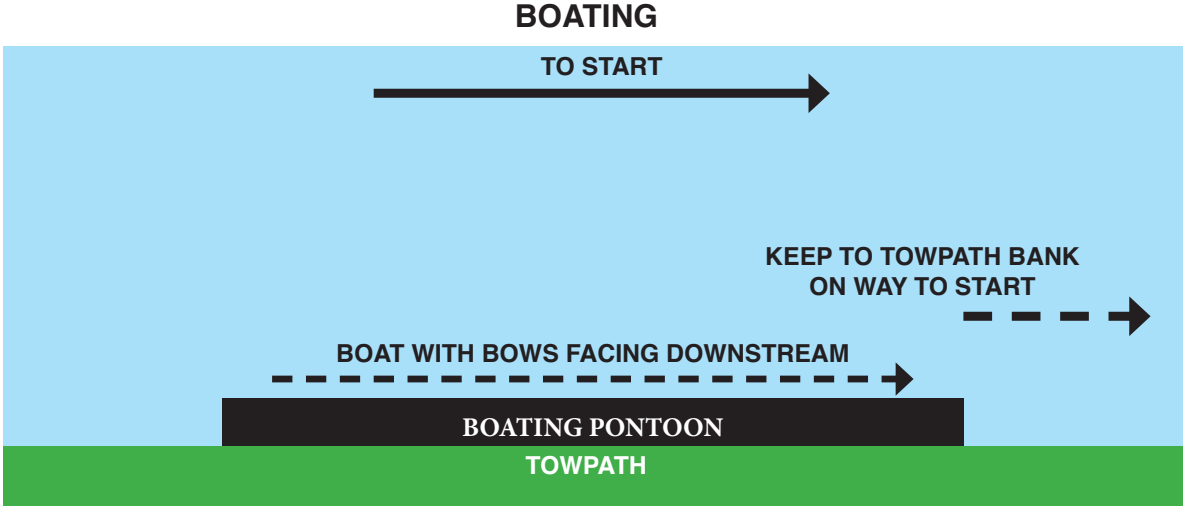 BOATING
TO START
KEEP TO TOWPATH BANK
ON WAY TO START
BOAT WITH BOWS FACING DOWNSTREAM
BOATING PONTOON
TOWPATH